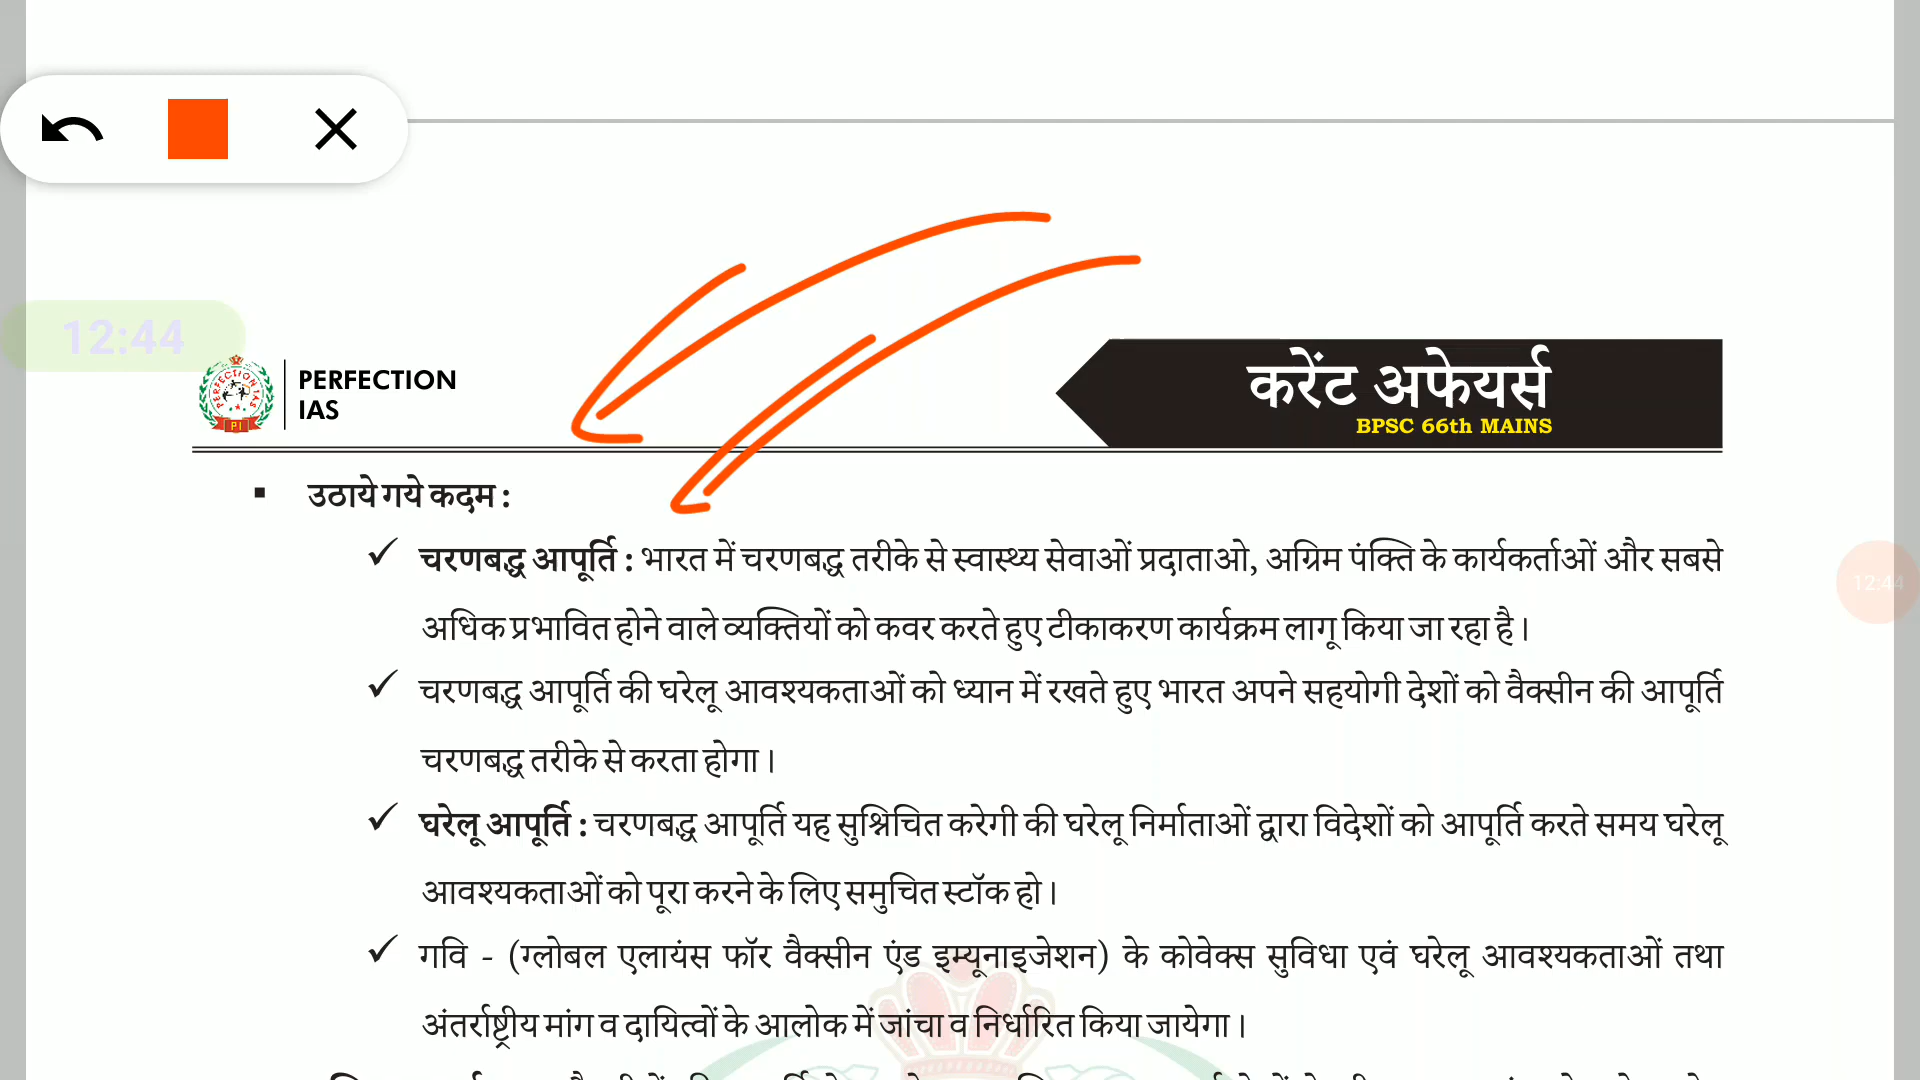 12:44
PERFECTION
IAS
करेंट अफेयर्स
BPSC 66th MAINS
▪ उठाये गये कदम :
✓ चरणबद्ध आपूर्ति : भारत में चरणबद्ध तरीके से स्वास्थ्य सेवाओं प्रदाताओ, अग्रिम पंक्ति के कार्यकर्ताओं और सबसे
अधिक प्रभावित होने वाले व्यक्तियों को कवर करते हुए टीकाकरण कार्यक्रम लागू किया जा रहा है।
12:44
✓ चरणबद्ध आपूर्ति की घरेलू आवश्यकताओं को ध्यान में रखते हुए भारत अपने सहयोगी देशों को वैक्सीन की आपूर्ति
चरणबद्ध तरीके से करता होगा।
✓ घरेलू आपूर्ति : चरणबद्ध आपूर्ति यह सुश्निचित करेगी की घरेलू निर्माताओं द्वारा विदेशों को आपूर्ति करते समय घरेलू
आवश्यकताओं को पूरा करने के लिए समुचित स्टॉक हो।
✓ गवि - (ग्लोबल एलायंस फॉर वैक्सीन एंड इम्यूनाइजेशन) के कोवेक्स सुविधा एवं घरेलू आवश्यकताओं तथा
अंतर्राष्ट्रीय मांग व दायित्वों के आलोक में जांचा व निर्धारित किया जायेगा।